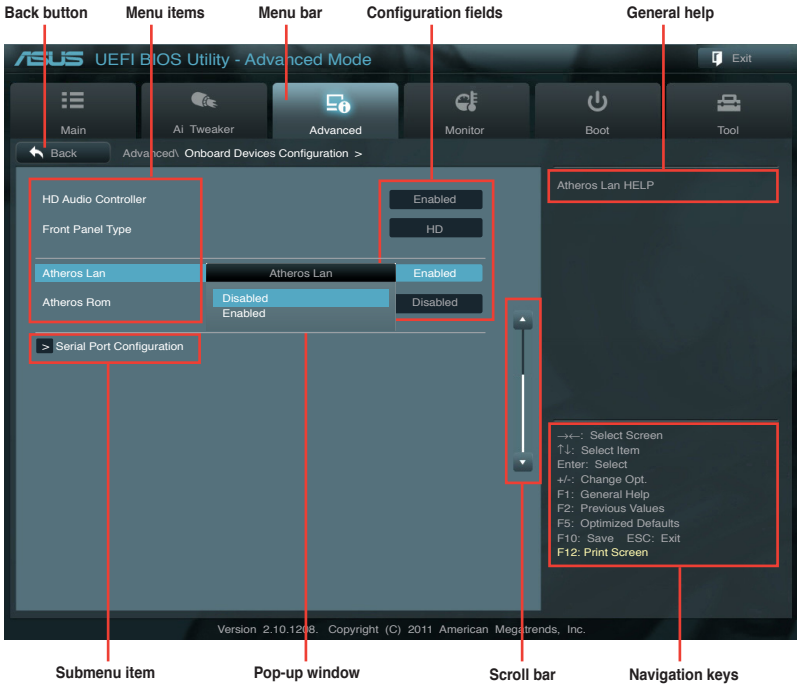 Back button Menu items Menu bar Configuration fields General help
ASUS UEFI BIOS Utility - Advanced Mode Exit
Main Ai Tweaker Advanced Monitor Boot Tool
Back Advanced\ Onboard Devices Configuration >
HD Audio Controller Enabled
Front Panel Type HD
Atheros Lan Atheros Lan Enabled
Atheros Rom Disabled
Disabled
Enabled
> Serial Port Configuration
Atheros Lan HELP
→←: Select Screen
↑↓: Select Item
Enter: Select
+/-: Change Opt.
F1: General Help
F2: Previous Values
F5: Optimized Defaults
F10: Save ESC: Exit
F12: Print Screen
Version 2.10.1208. Copyright (C) 2011 American Megatrends, Inc.
Submenu item Pop-up window Scroll bar Navigation keys